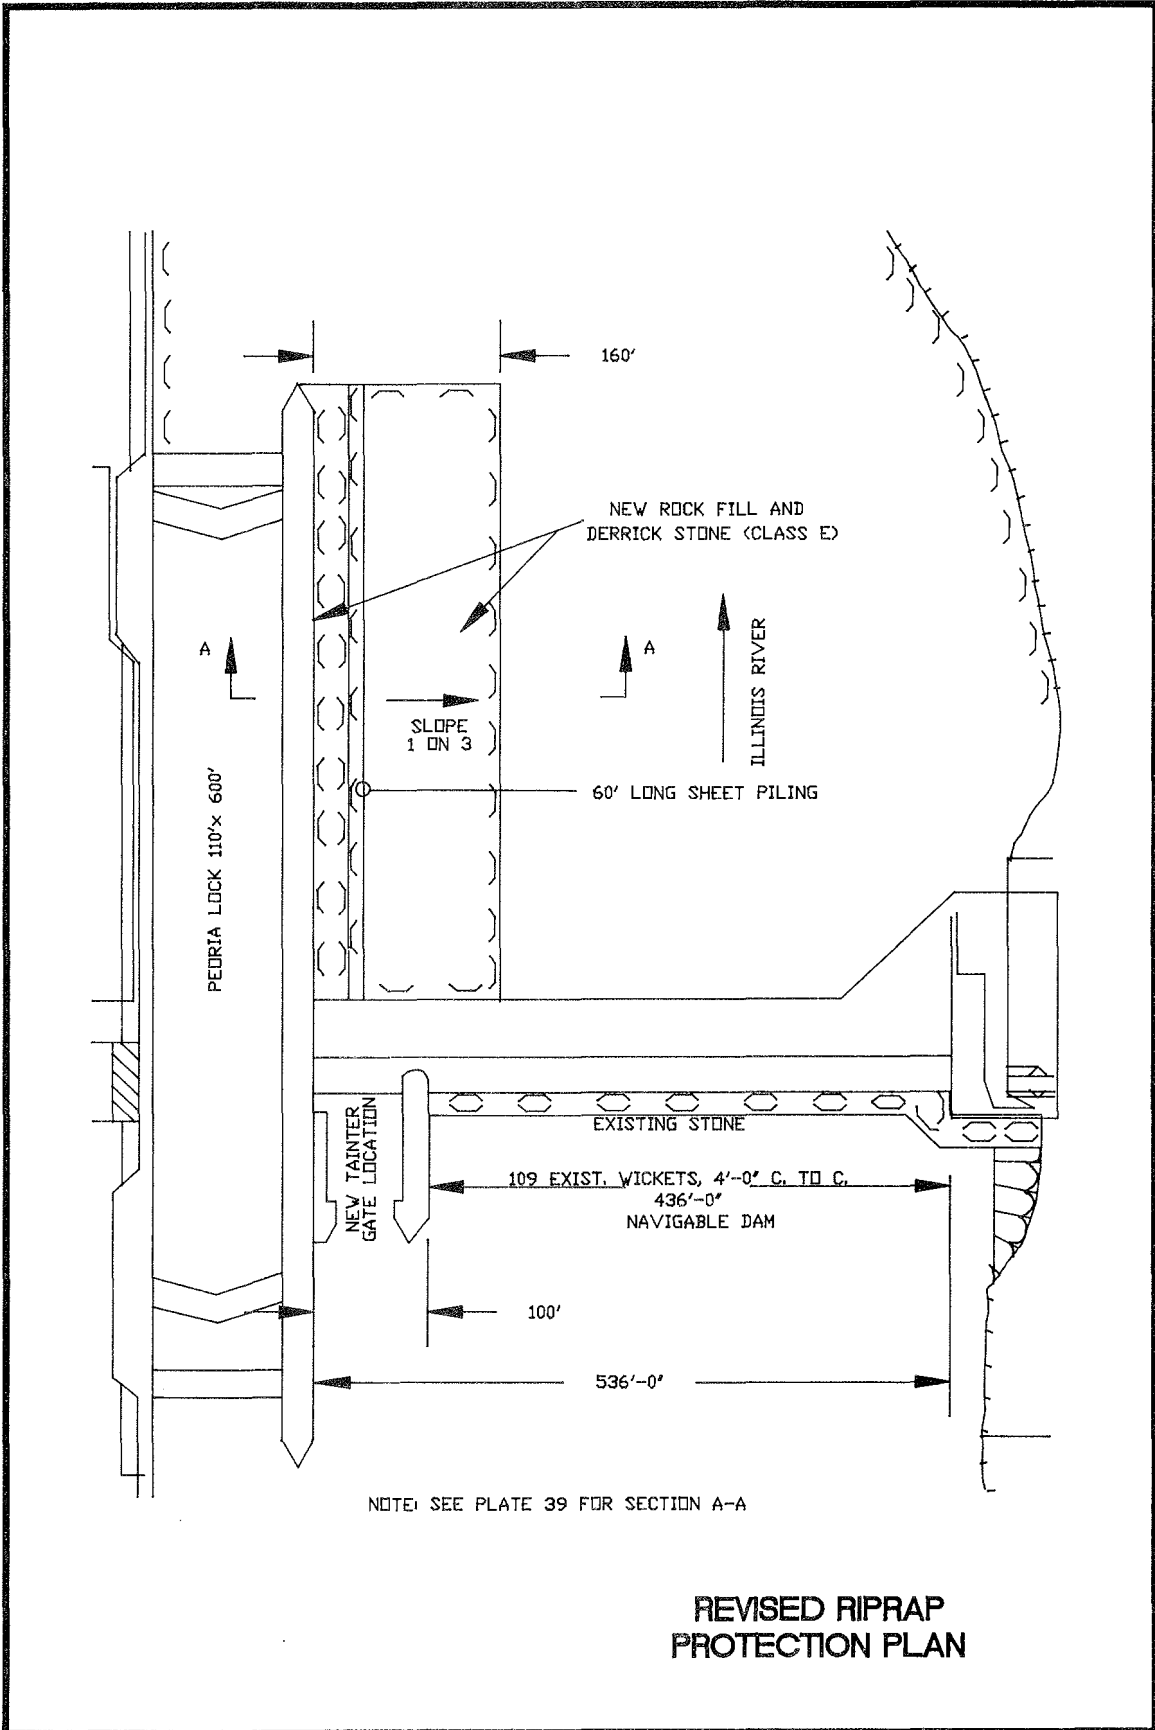 160'
NEW ROCK FILL AND
DERRICK STONE (CLASS E)
A
A
ILLINOIS RIVER
SLOPE
1 ON 3
60' LONG SHEET PILING
PEORIA LOCK 110'x 600'
EXISTING STONE
NEW TAINTER
GATE LOCATION
109 EXIST. WICKETS, 4'-0" C. TO C.
436'-0"
NAVIGABLE DAM
100'
536'-0"
NOTE: SEE PLATE 39 FOR SECTION A-A
REVISED RIPRAP
PROTECTION PLAN